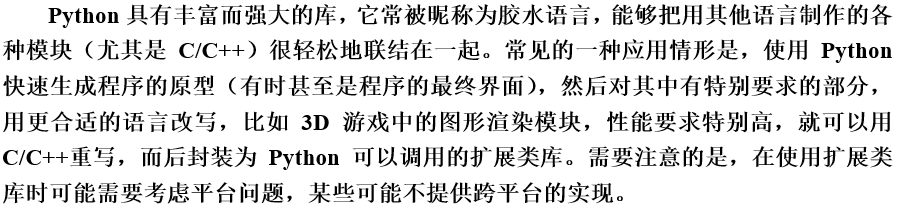 Python 具有丰富而强大的库，它常被昵称为胶水语言，能够把用其他语言制作的各
种模块（尤其是 C/C++）很轻松地联结在一起。常见的一种应用情形是，使用 Python
快速生成程序的原型（有时甚至是程序的最终界面），然后对其中有特别要求的部分，
用更合适的语言改写，比如 3D 游戏中的图形渲染模块，性能要求特别高，就可以用
C/C++重写，而后封装为 Python 可以调用的扩展类库。需要注意的是，在使用扩展类
库时可能需要考虑平台问题，某些可能不提供跨平台的实现。